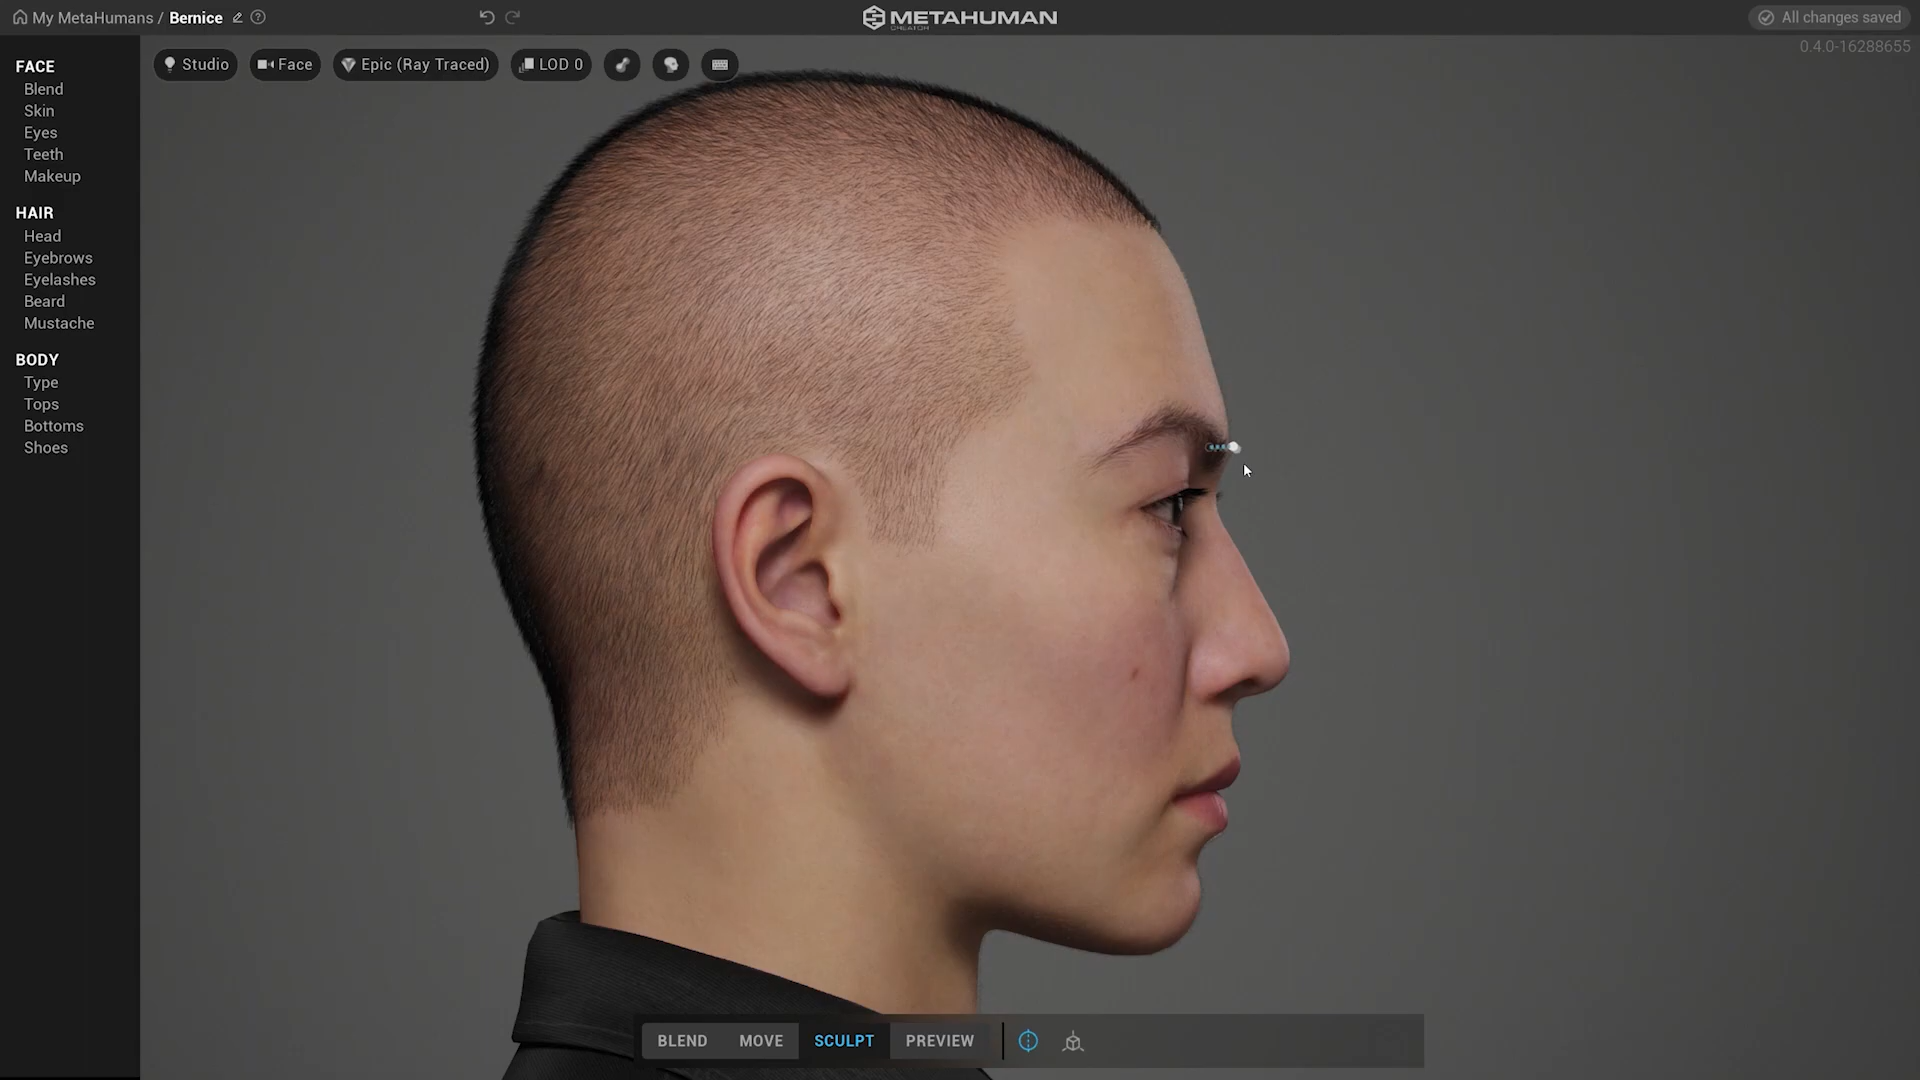 My MetaHumans / Bernice
METAHUMAN
CREATOR
All changes saved
0.4.0-16288655
Studio
Face
Epic (Ray Traced)
LOD 0
FACE
Blend
Skin
Eyes
Teeth
Makeup
HAIR
Head
Eyebrows
Eyelashes
Beard
Mustache
BODY
Type
Tops
Bottoms
Shoes
BLEND MOVE SCULPT PREVIEW